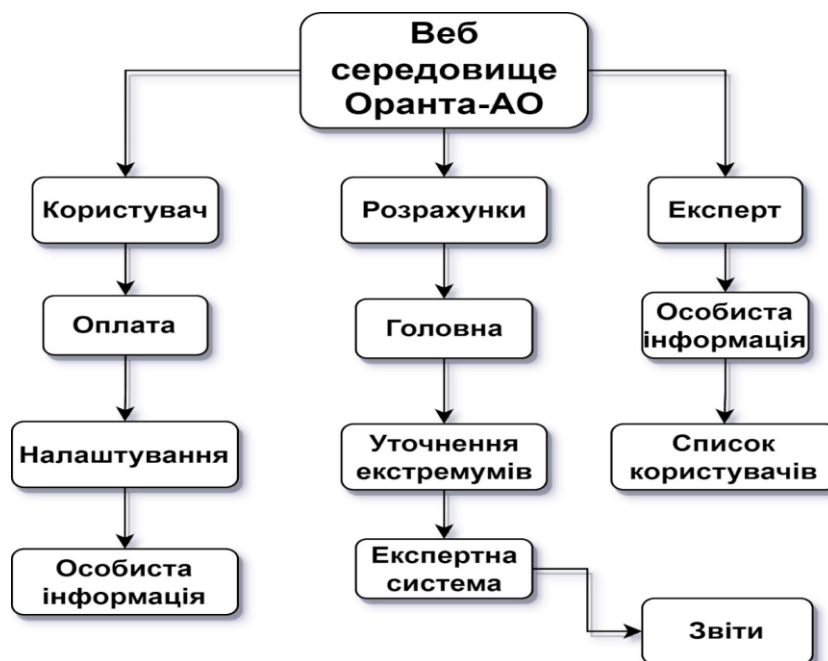 Веб
середовище
Оранта-АО
Користувач
Розрахунки
Експерт
Оплата
Головна
Особиста
інформація
Налаштування
Уточнення
екстремумів
Список
користувачів
Особиста
інформація
Експертна
система
Звіти